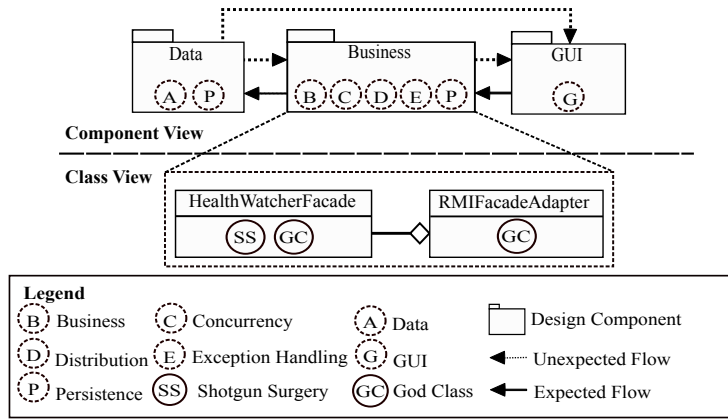 Data
Business
GUI
A P
B C D E P
G
Component View
Class View
HealthWatcherFacade
RMIFacadeAdapter
SS GC
GC
Legend
B Business
C Concurrency
A Data
Design Component
D Distribution
E Exception Handling
G GUI
Unexpected Flow
P Persistence
SS Shotgun Surgery
GC God Class
Expected Flow